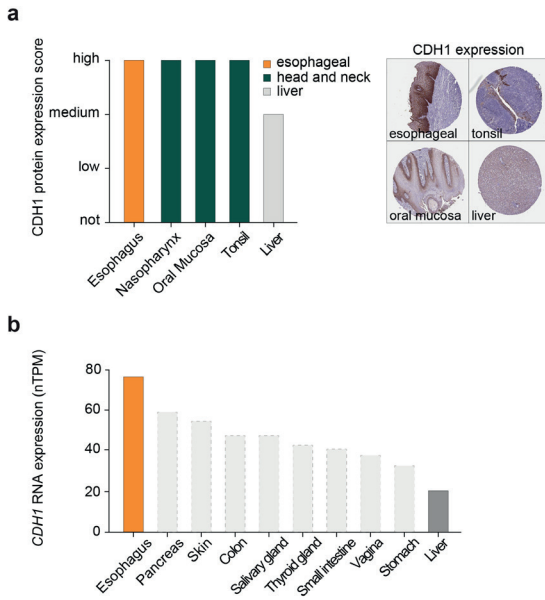 a
CDH1 protein expression score
high
medium
low
not
esophageal
head and neck
liver
Esophagus
Nasopharynx
Oral Mucosa
Tonsil
Liver
CDH1 expression
esophageal
tonsil
oral mucosa
liver
b
CDH1 RNA expression (nTPM)
80
60
40
20
0
Esophagus
Pancreas
Skin
Colon
Salivary gland
Thyroid gland
Small intestine
Vagina
Stomach
Liver